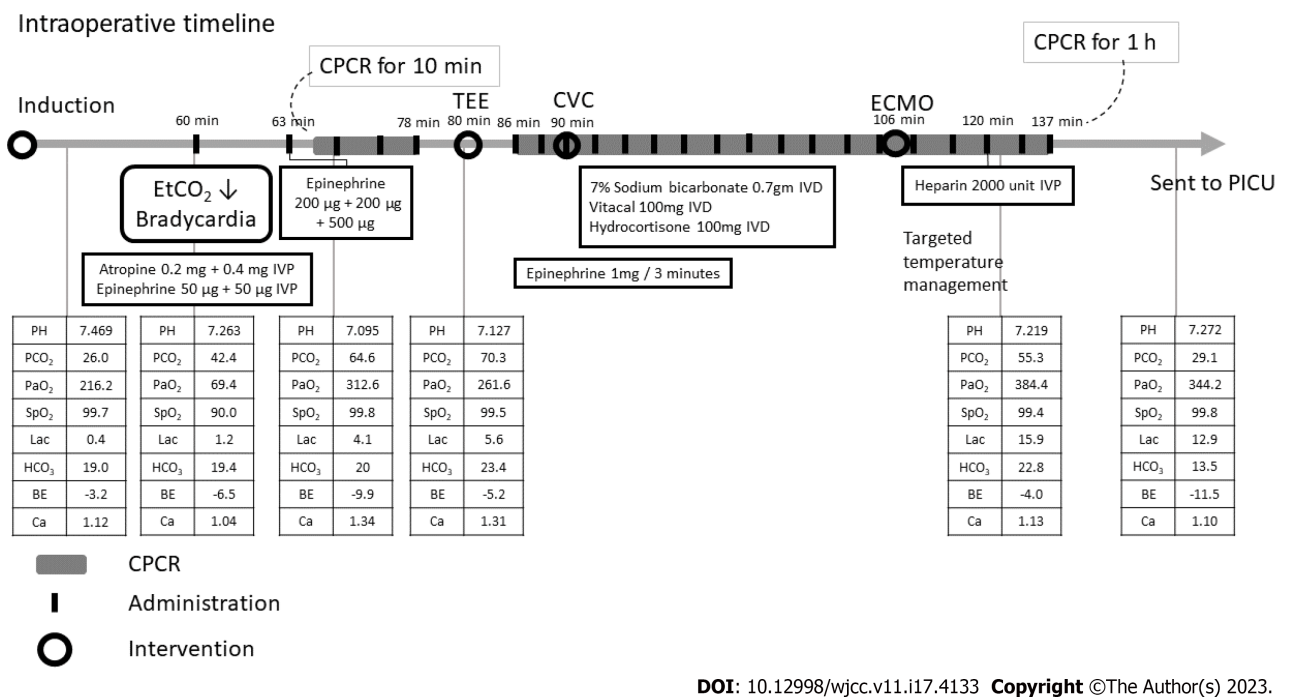 Intraoperative timeline
CPCR for 10 min
CPCR for 1 h
Induction
TEE
CVC
ECMO
60 min
63 min
78 min
80 min
86 min
90 min
106 min
120 min
137 min
EtCO₂ ↓
Bradycardia
Epinephrine
200 µg + 200 µg
+ 500 µg
7% Sodium bicarbonate 0.7gm IVD
Vitacal 100mg IVD
Hydrocortisone 100mg IVD
Heparin 2000 unit IVP
Sent to PICU
Atropine 0.2 mg + 0.4 mg IVP
Epinephrine 50 µg + 50 µg IVP
Epinephrine 1mg / 3 minutes
Targeted
temperature
management
PH 7.469
PCO₂ 26.0
PaO₂ 216.2
SpO₂ 99.7
Lac 0.4
HCO₃ 19.0
BE -3.2
Ca 1.12
PH 7.263
PCO₂ 42.4
PaO₂ 69.4
SpO₂ 90.0
Lac 1.2
HCO₃ 19.4
BE -6.5
Ca 1.04
PH 7.095
PCO₂ 64.6
PaO₂ 312.6
SpO₂ 99.8
Lac 4.1
HCO₃ 20
BE -9.9
Ca 1.34
PH 7.127
PCO₂ 70.3
PaO₂ 261.6
SpO₂ 99.5
Lac 5.6
HCO₃ 23.4
BE -5.2
Ca 1.31
PH 7.219
PCO₂ 55.3
PaO₂ 384.4
SpO₂ 99.4
Lac 15.9
HCO₃ 22.8
BE -4.0
Ca 1.13
PH 7.272
PCO₂ 29.1
PaO₂ 344.2
SpO₂ 99.8
Lac 12.9
HCO₃ 13.5
BE -11.5
Ca 1.10
CPCR
Administration
Intervention
DOI: 10.12998/wjcc.v11.i17.4133 Copyright ©The Author(s) 2023.